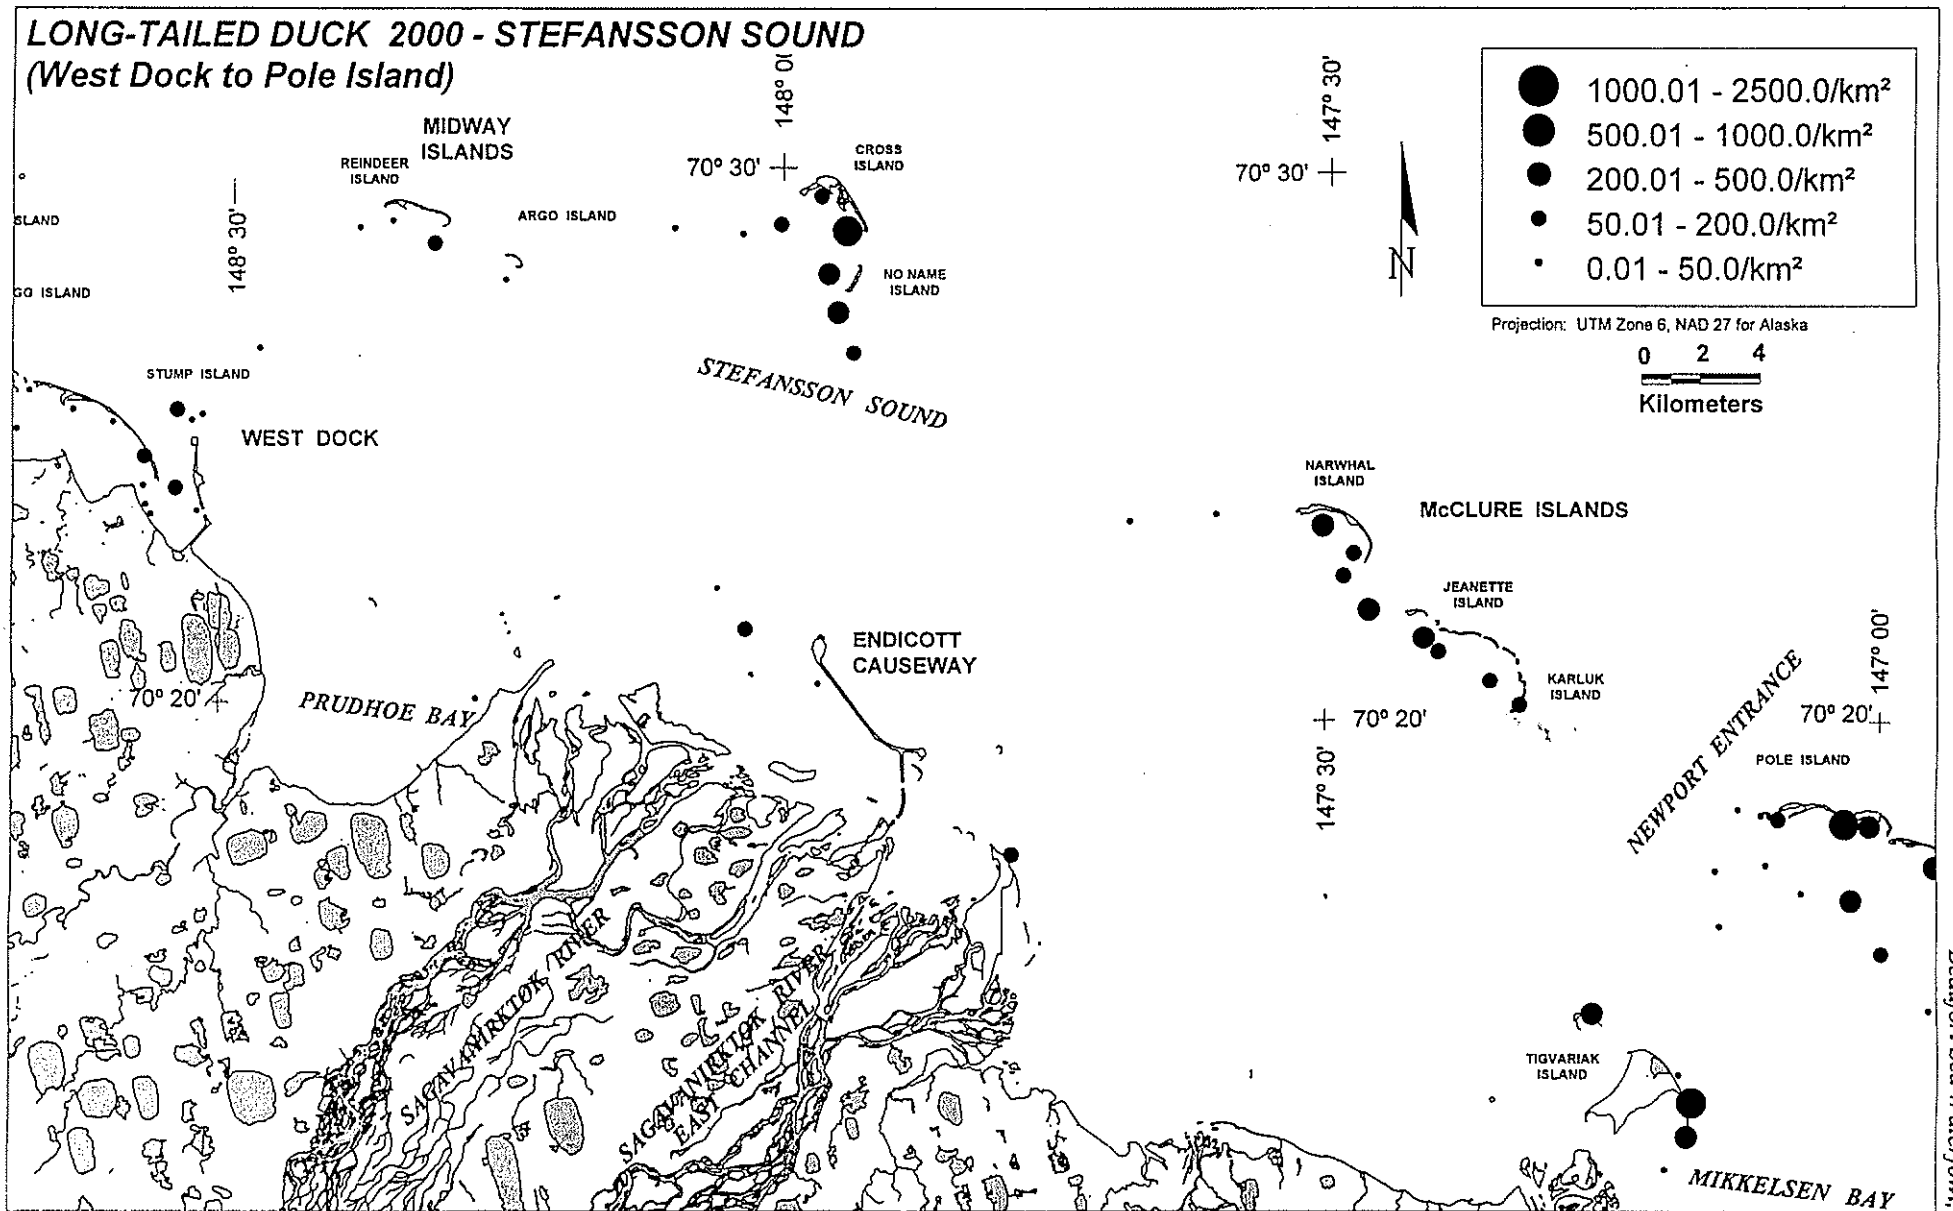 LONG-TAILED DUCK 2000 - STEFANSSON SOUND
(West Dock to Pole Island)
1000.01 - 2500.0/km²
500.01 - 1000.0/km²
200.01 - 500.0/km²
50.01 - 200.0/km²
0.01 - 50.0/km²
Projection: UTM Zone 6, NAD 27 for Alaska
0 2 4
Kilometers
N
148° 30'
147° 30'
MIDWAY
ISLANDS
REINDEER
ISLAND
ARGO ISLAND
70° 30'
CROSS
ISLAND
70° 30'
SLAND
GO ISLAND
NO NAME
ISLAND
STEFANSSON SOUND
STUMP ISLAND
WEST DOCK
NARWHAL
ISLAND
McCLURE ISLANDS
JEANETTE
ISLAND
ENDICOTT
CAUSEWAY
KARLUK
ISLAND
70° 20'
PRUDHOE BAY
147° 30'
70° 20'
NEWPORT ENTRANCE
147° 00'
70° 20'
POLE ISLAND
SAGAVANIRKTOK RIVER
SAGAVANIRKTOK RIVER
EAST CHANNEL
TIGVARIAK
ISLAND
MIKKELSEN BAY